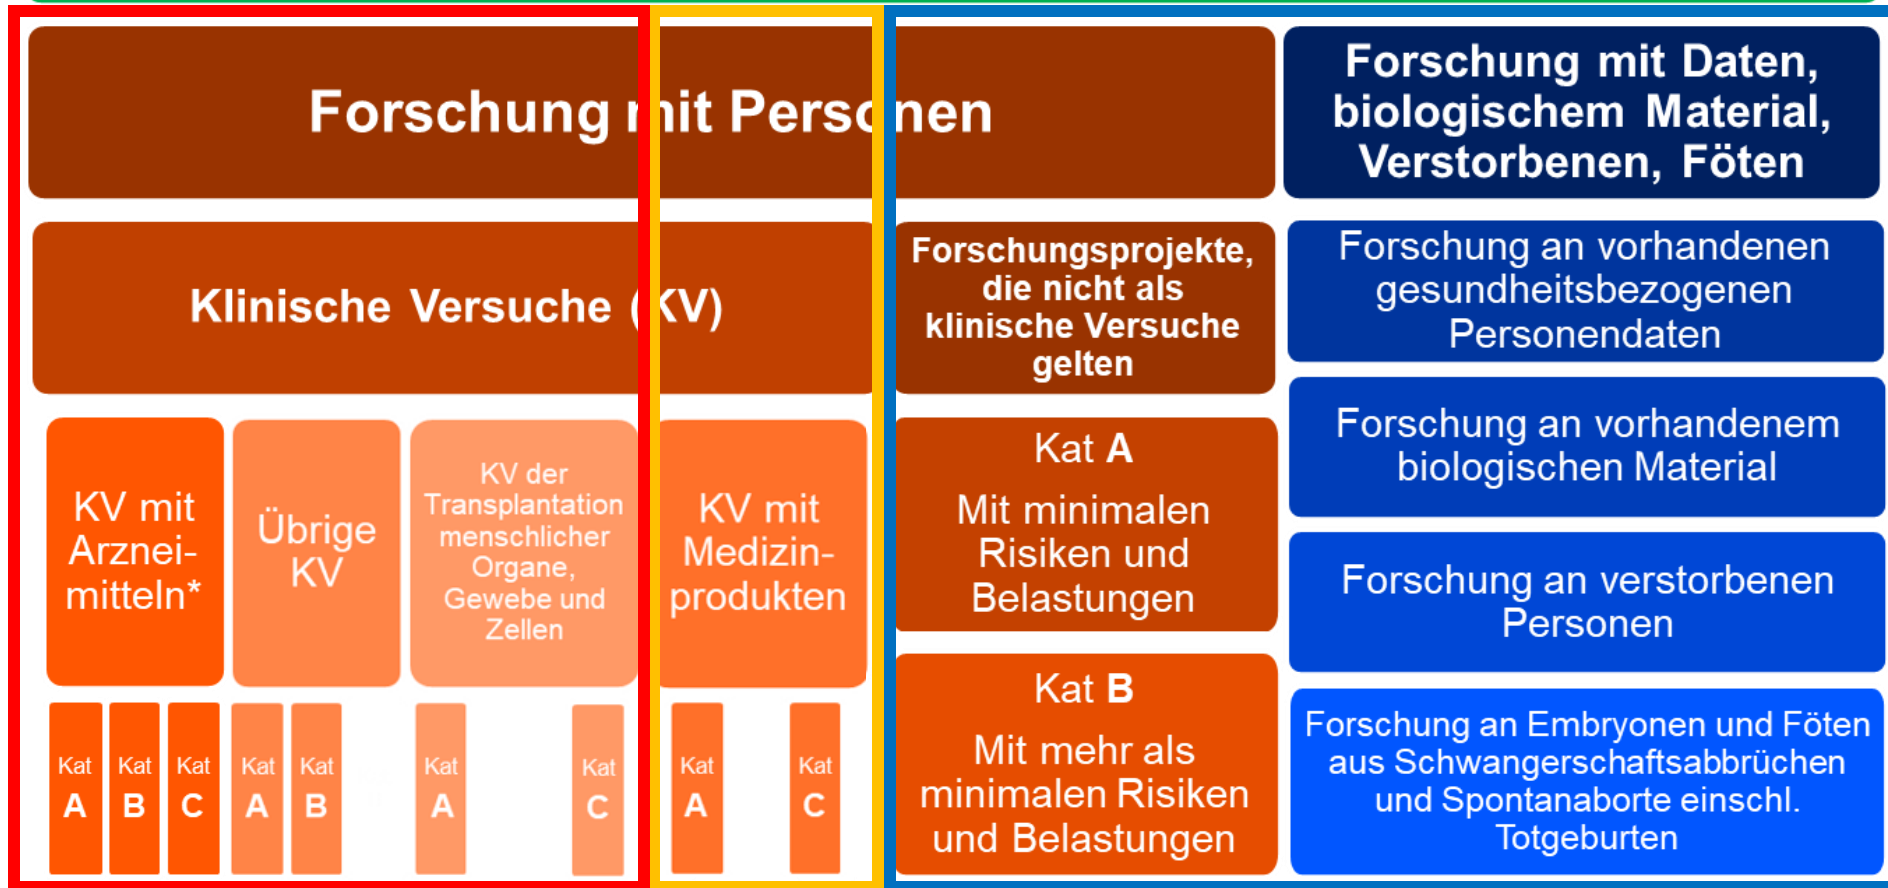 Forschung mit Personen
Forschung mit Daten,
biologischem Material,
Verstorbenen, Föten
Klinische Versuche (KV)
Forschungsprojekte,
die nicht als
klinische Versuche
gelten
Forschung an vorhandenen
gesundheitsbezogenen
Personendaten
Forschung an vorhandenem
biologischen Material
Forschung an verstorbenen
Personen
Forschung an Embryonen und Föten
aus Schwangerschaftsabbrüchen
und Spontanaborte einschl.
Totgeburten
KV mit
Arznei-
mitteln*
Übrige
KV
KV der
Transplantation
menschlicher
Organe,
Gewebe und
Zellen
KV mit
Medizin-
produkten
Kat A
Mit minimalen
Risiken und
Belastungen
Kat B
Mit mehr als
minimalen Risiken
und Belastungen
Kat
A
Kat
B
Kat
C
Kat
A
Kat
B
Kat
A
Kat
C
Kat
A
Kat
C